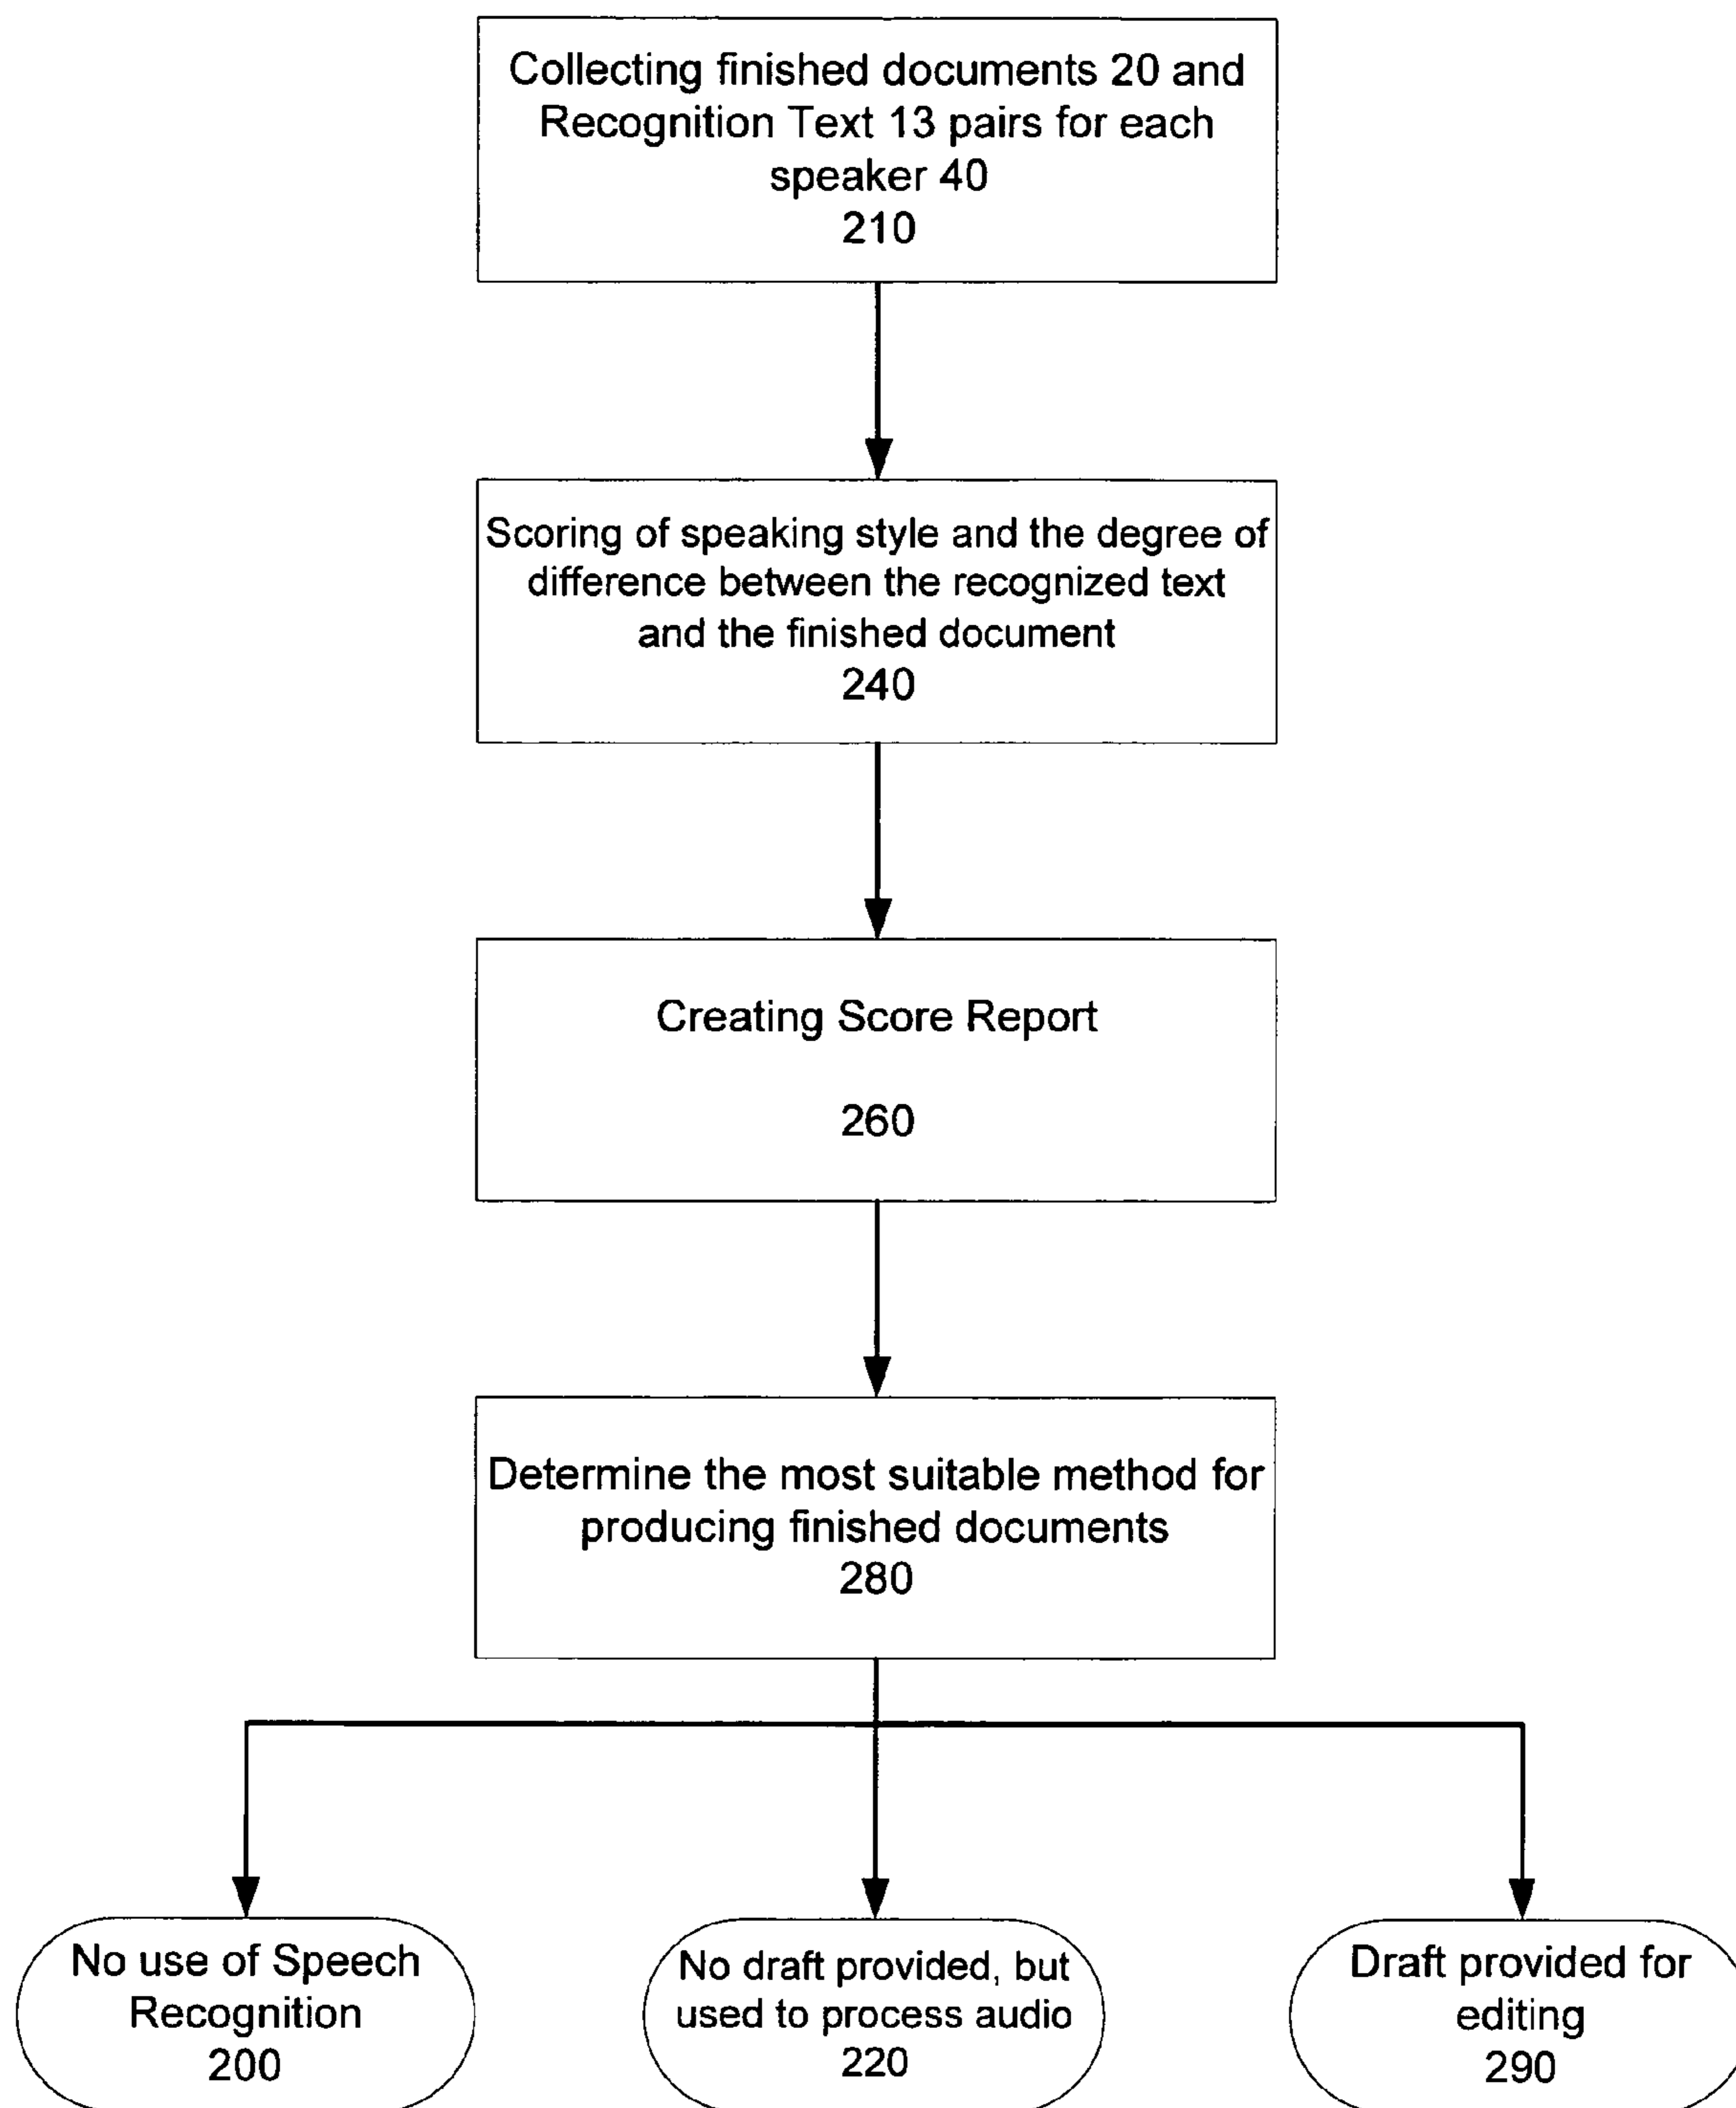 Collecting finished documents 20 and
Recognition Text 13 pairs for each
speaker 40
210
Scoring of speaking style and the degree of
difference between the recognized text
and the finished document
240
Creating Score Report
260
Determine the most suitable method for
producing finished documents
280
No use of Speech
Recognition
200
No draft provided, but
used to process audio
220
Draft provided for
editing
290